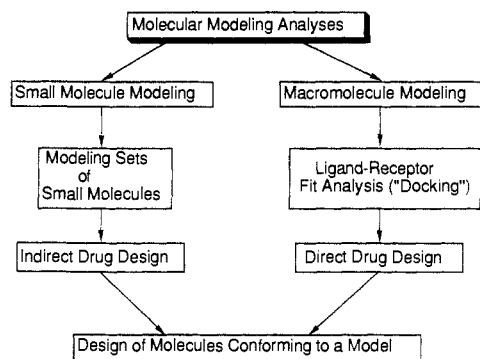 Molecular Modeling Analyses
Small Molecule Modeling
Macromolecule Modeling
Modeling Sets
of
Small Molecules
Ligand-Receptor
Fit Analysis ("Docking")
Indirect Drug Design
Direct Drug Design
Design of Molecules Conforming to a Model